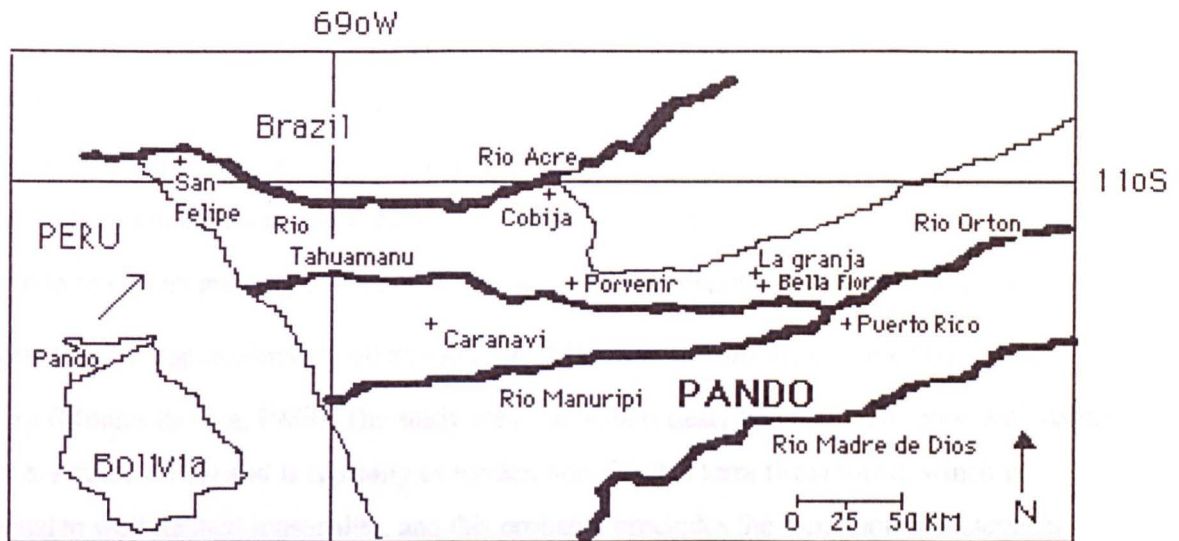 69oW
Brazil
Rio Acre
11oS
San
Felipe
Cobija
Rio
Tahuamanu
Rio Orton
PERU
La granja
Porvenir
Bella flor
Caranavi
Puerto Rico
Pando
Rio Manuripi
PANDO
Rio Madre de Dios
Bolivia
0 25 50 KM
N